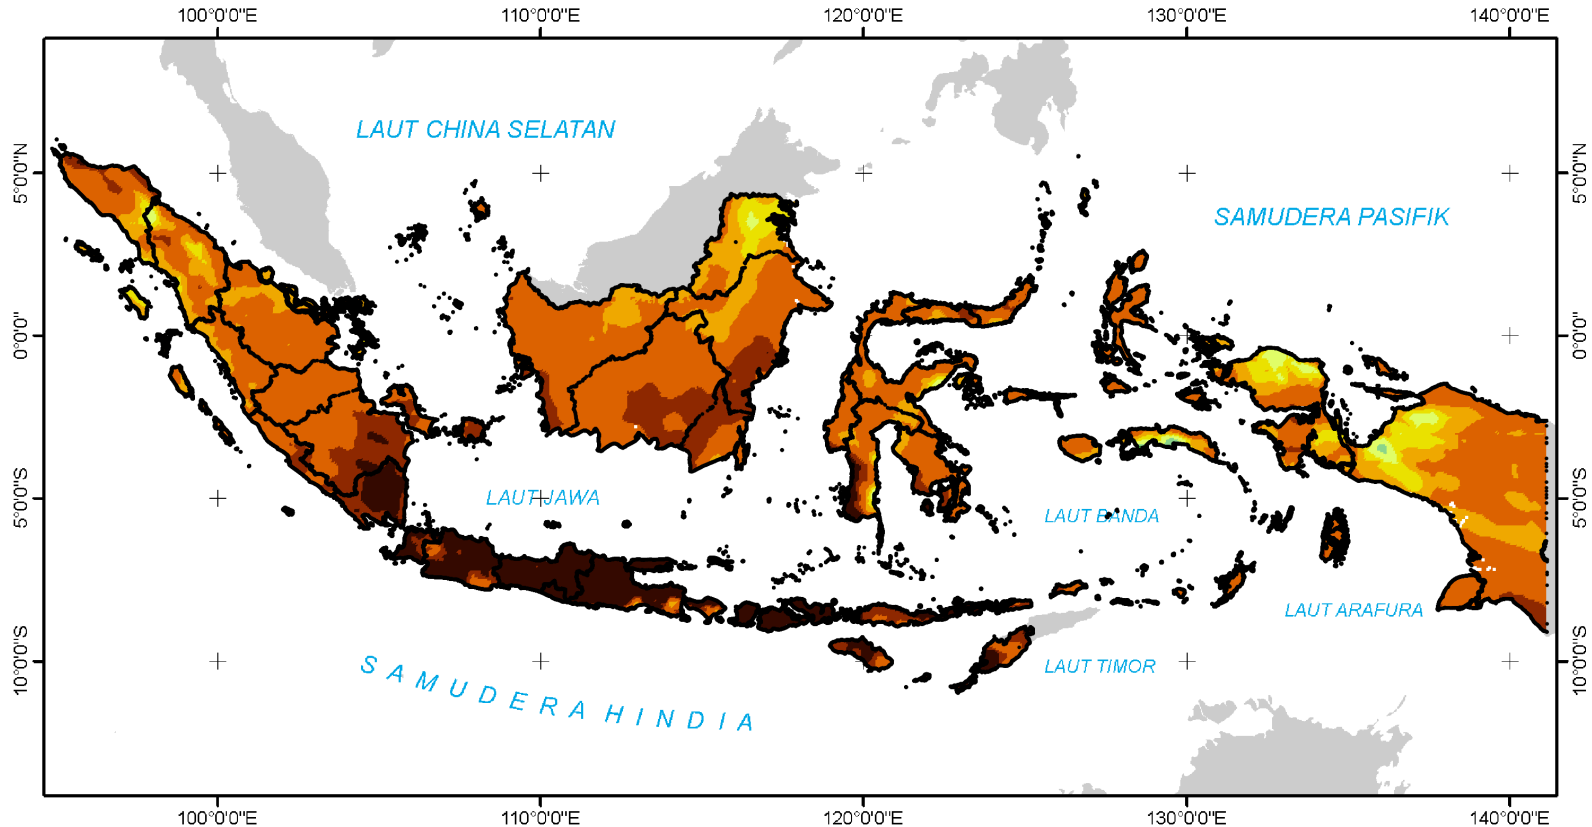 100°0'0"E 110°0'0"E 120°0'0"E 130°0'0"E 140°0'0"E
LAUT CHINA SELATAN
5°0'0"N 5°0'0"N
SAMUDERA PASIFIK
0°0'0" 0°0'0"
LAUT JAWA
5°0'0"S 5°0'0"S
LAUT BANDA
LAUT ARAFURA
10°0'0"S 10°0'0"S
LAUT TIMOR
SAMUDERA HINDIA
100°0'0"E 110°0'0"E 120°0'0"E 130°0'0"E 140°0'0"E